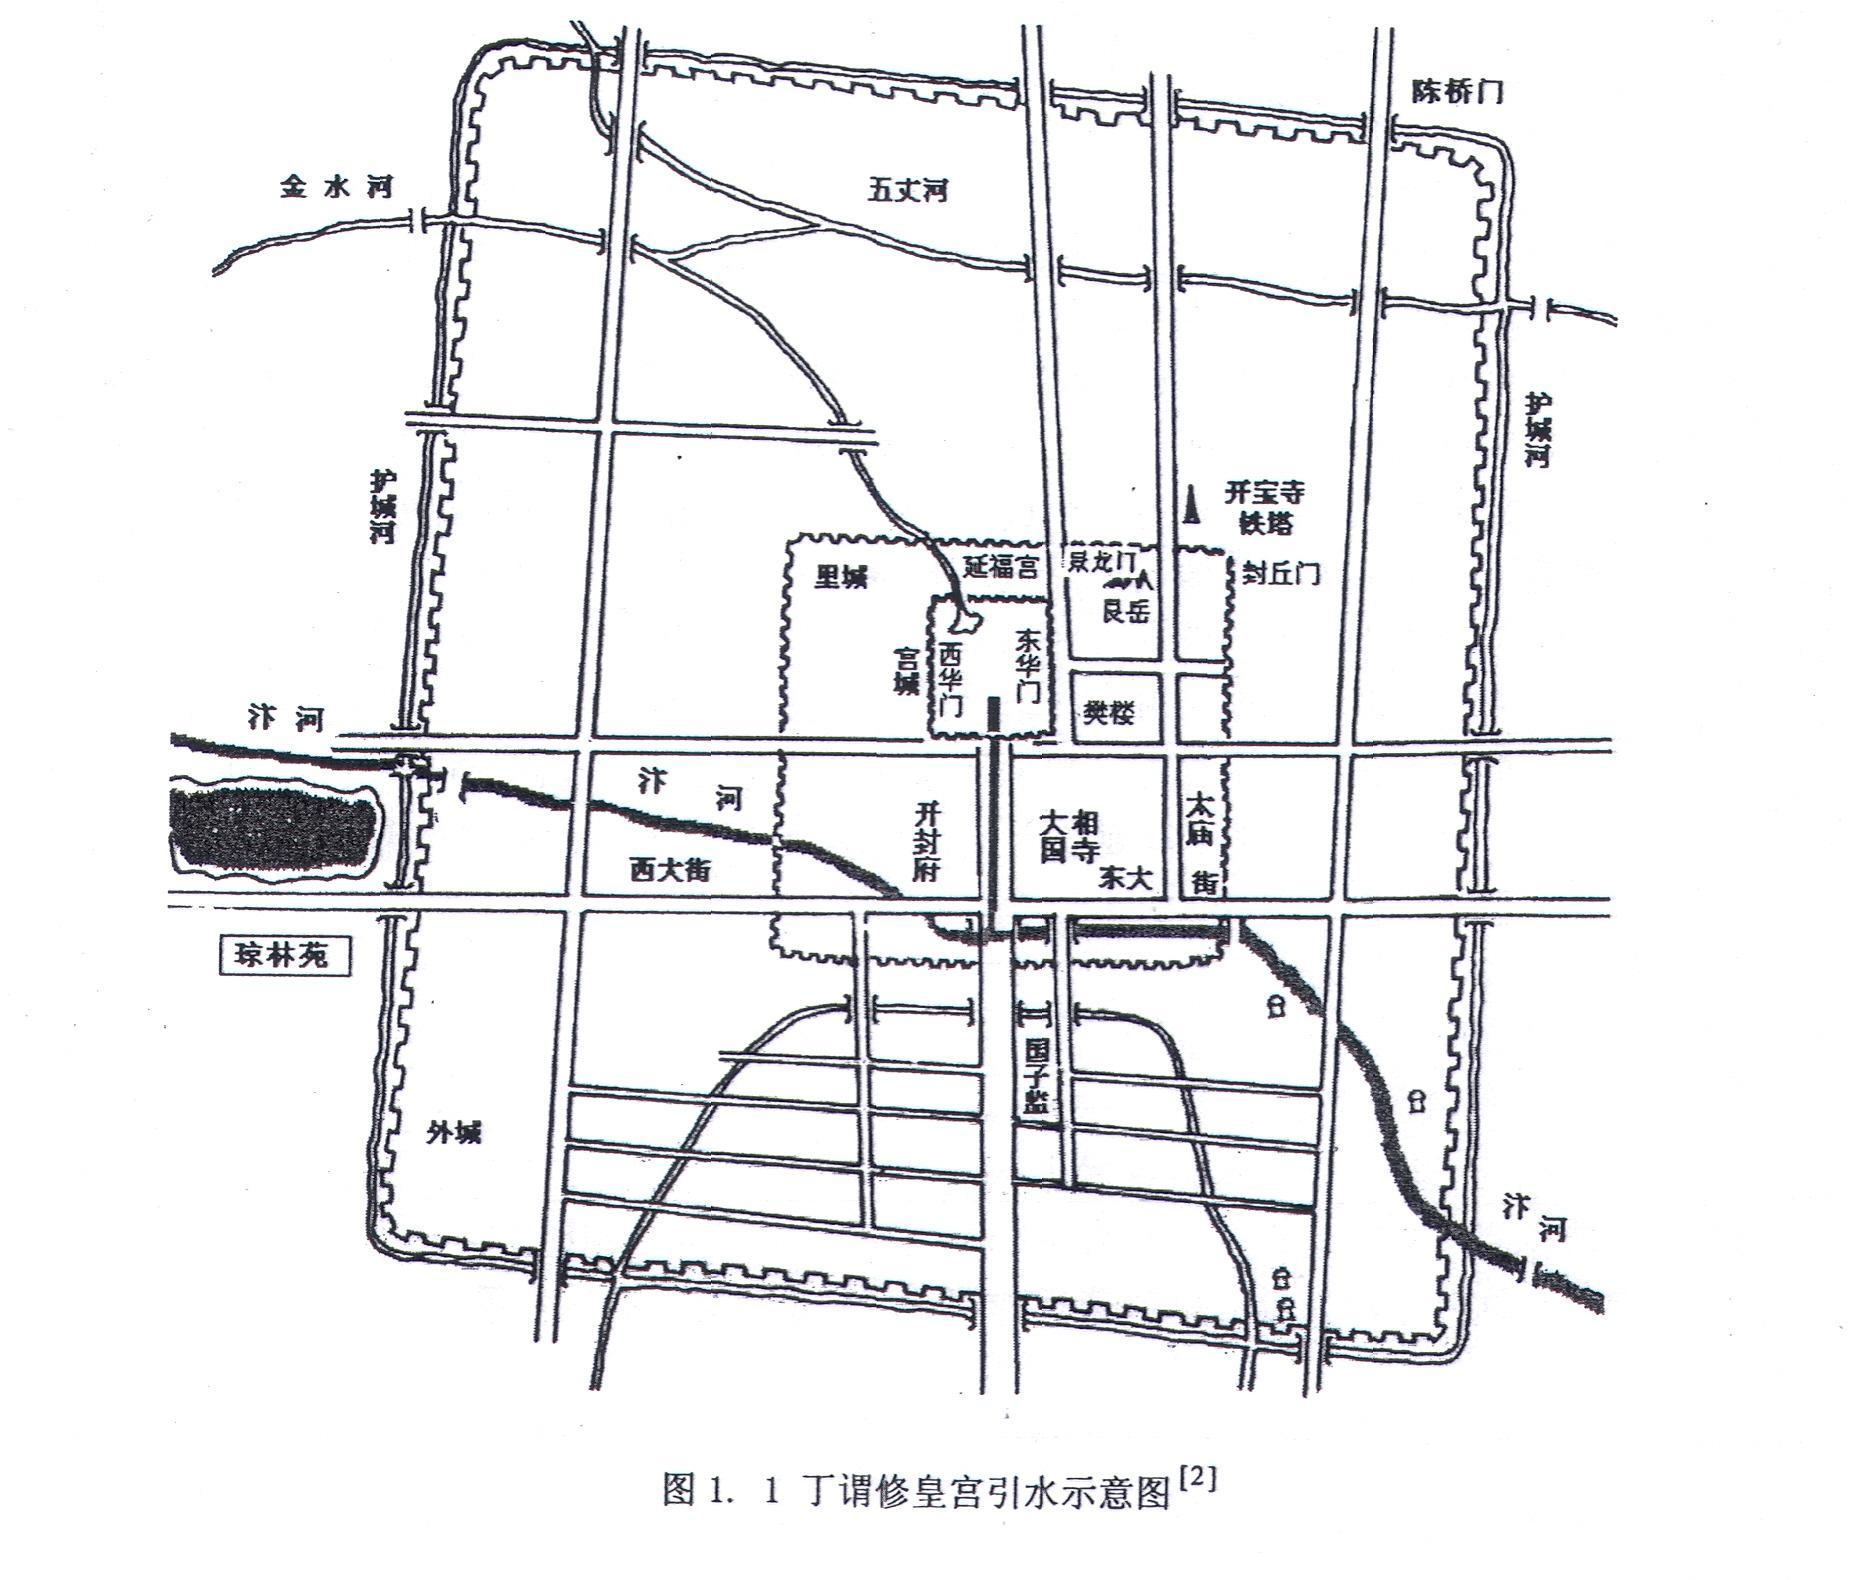 陈桥门
金水河
五丈河
护城河
护城河
开宝寺
铁塔
延福宫
景龙门
封丘门
里城
艮岳
宫城
西华门
东华门
汴河
樊楼
汴河
开封府
大相
国寺
太庙
西大街
东大街
琼林苑
国子监
外城
汴河
图1.1 丁谓修皇宫引水示意图[2]